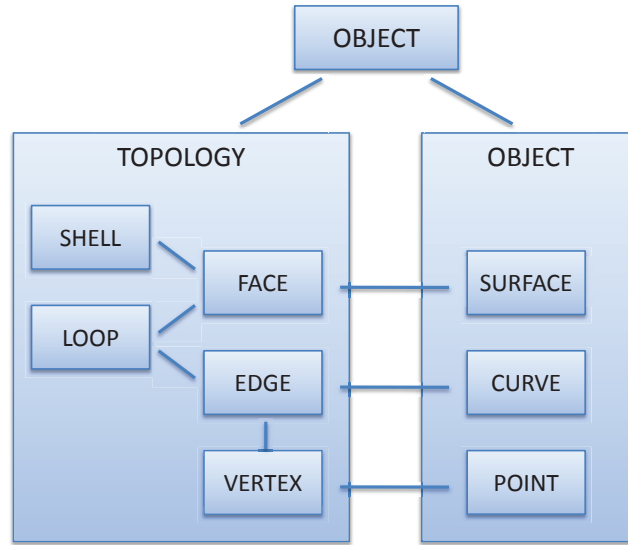 OBJECT
TOPOLOGY
OBJECT
SHELL
FACE
SURFACE
LOOP
EDGE
CURVE
VERTEX
POINT